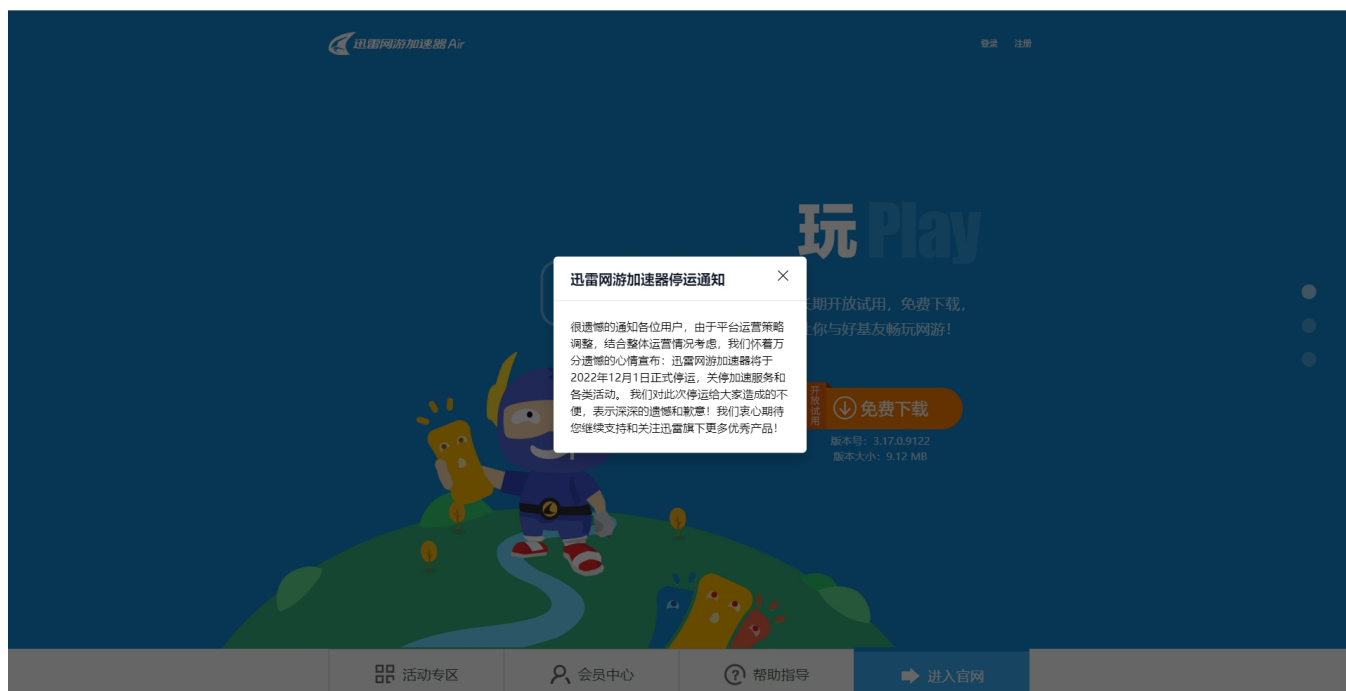 迅雷网游加速器 Air
登录 注册
玩 Play
期开放试用，免费下载，
你与好基友畅玩网游！
迅雷网游加速器停运通知
很遗憾的通知各位用户，由于平台运营策略
调整，结合整体运营情况考虑，我们怀着万
分遗憾的心情宣布：迅雷网游加速器将于
2022年12月1日正式停运，关停加速服务和
各类活动。 我们对此次停运给大家造成的不
便，表示深深的遗憾和歉意！我们衷心期待
您继续支持和关注迅雷旗下更多优秀产品！
开放试用
免费下载
版本号：3.17.0.9122
版本大小：9.12 MB
活动专区 会员中心 帮助指导 进入官网